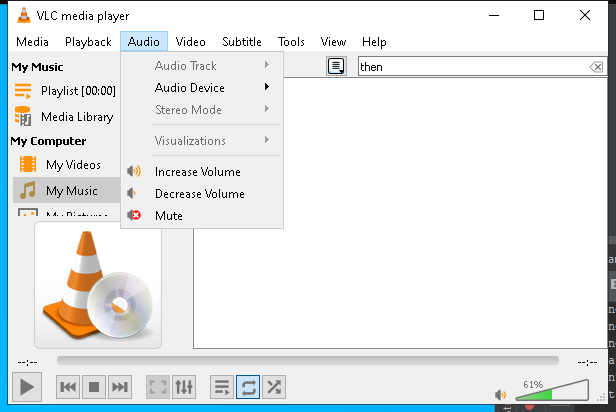 VLC media player
Media Playback Audio Video Subtitle Tools View Help
My Music
Playlist [00:00]
Media Library
My Computer
My Videos
My Music
My Pictures
Audio Track
Audio Device
Stereo Mode
Visualizations
Increase Volume
Decrease Volume
Mute
then
--:--
--:--
61%